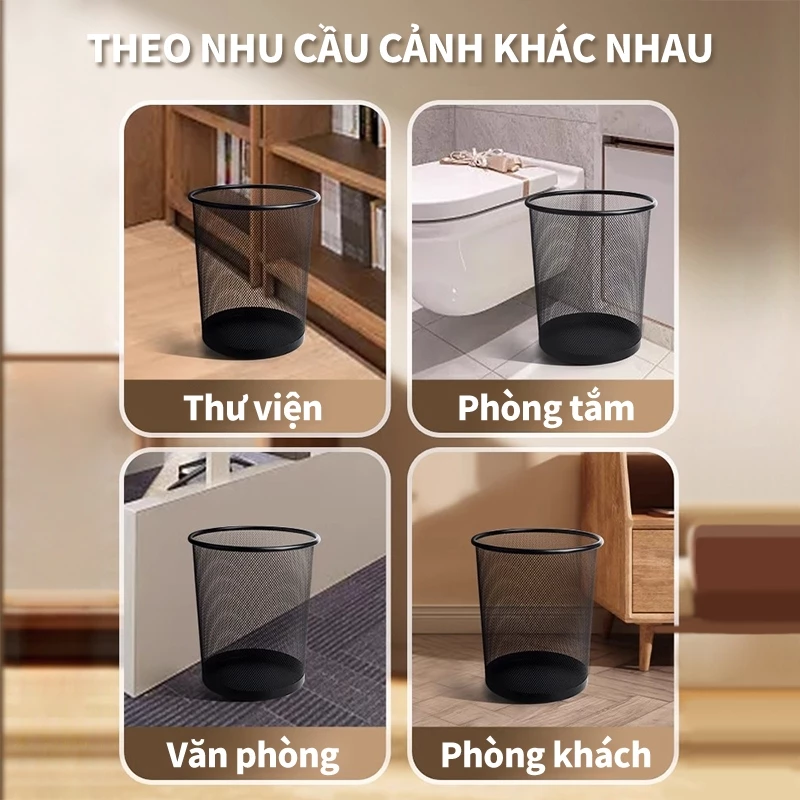 THEO NHU CẦU CẢNH KHÁC NHAU
Thư viện
Phòng tắm
Văn phòng
Phòng khách